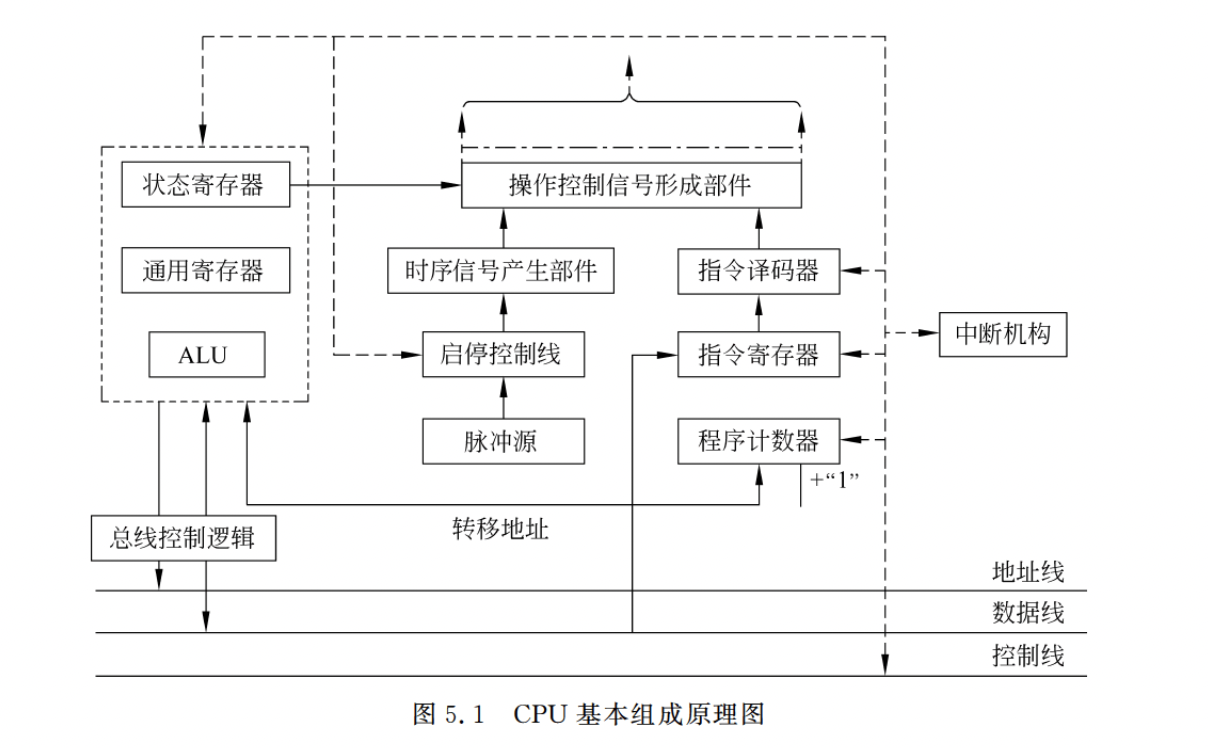 状态寄存器
操作控制信号形成部件
通用寄存器
时序信号产生部件
指令译码器
中断机构
ALU
启停控制线
指令寄存器
脉冲源
程序计数器
+“1”
转移地址
总线控制逻辑
地址线
数据线
控制线
图 5.1 CPU 基本组成原理图